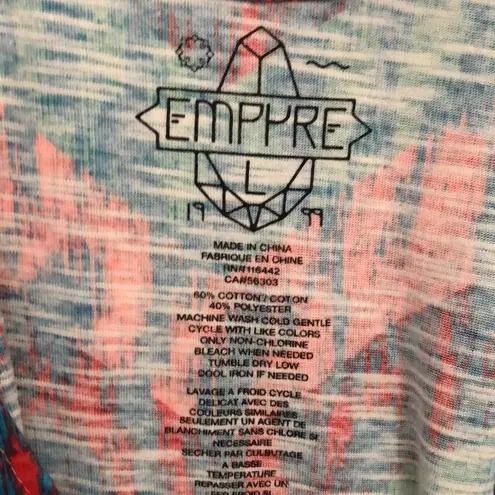 EMPYRE
L
19 99
MADE IN CHINA
FABRIQUE EN CHINE
RN#116442
CA#56303
60% COTTON / COTON
40% POLYESTER
MACHINE WASH COLD GENTLE
CYCLE WITH LIKE COLORS
ONLY NON-CHLORINE
BLEACH WHEN NEEDED
TUMBLE DRY LOW
COOL IRON IF NEEDED
LAVAGE A FROID CYCLE
DELICAT AVEC DES
COULEURS SIMILAIRES
SEULEMENT UN AGENT DE
BLANCHIMENT SANS CHLORE SI
NECESSAIRE
SECHER PAR CULBUTAGE
A BASSE
TEMPERATURE
REPASSER AVEC UN
FER FROID SI